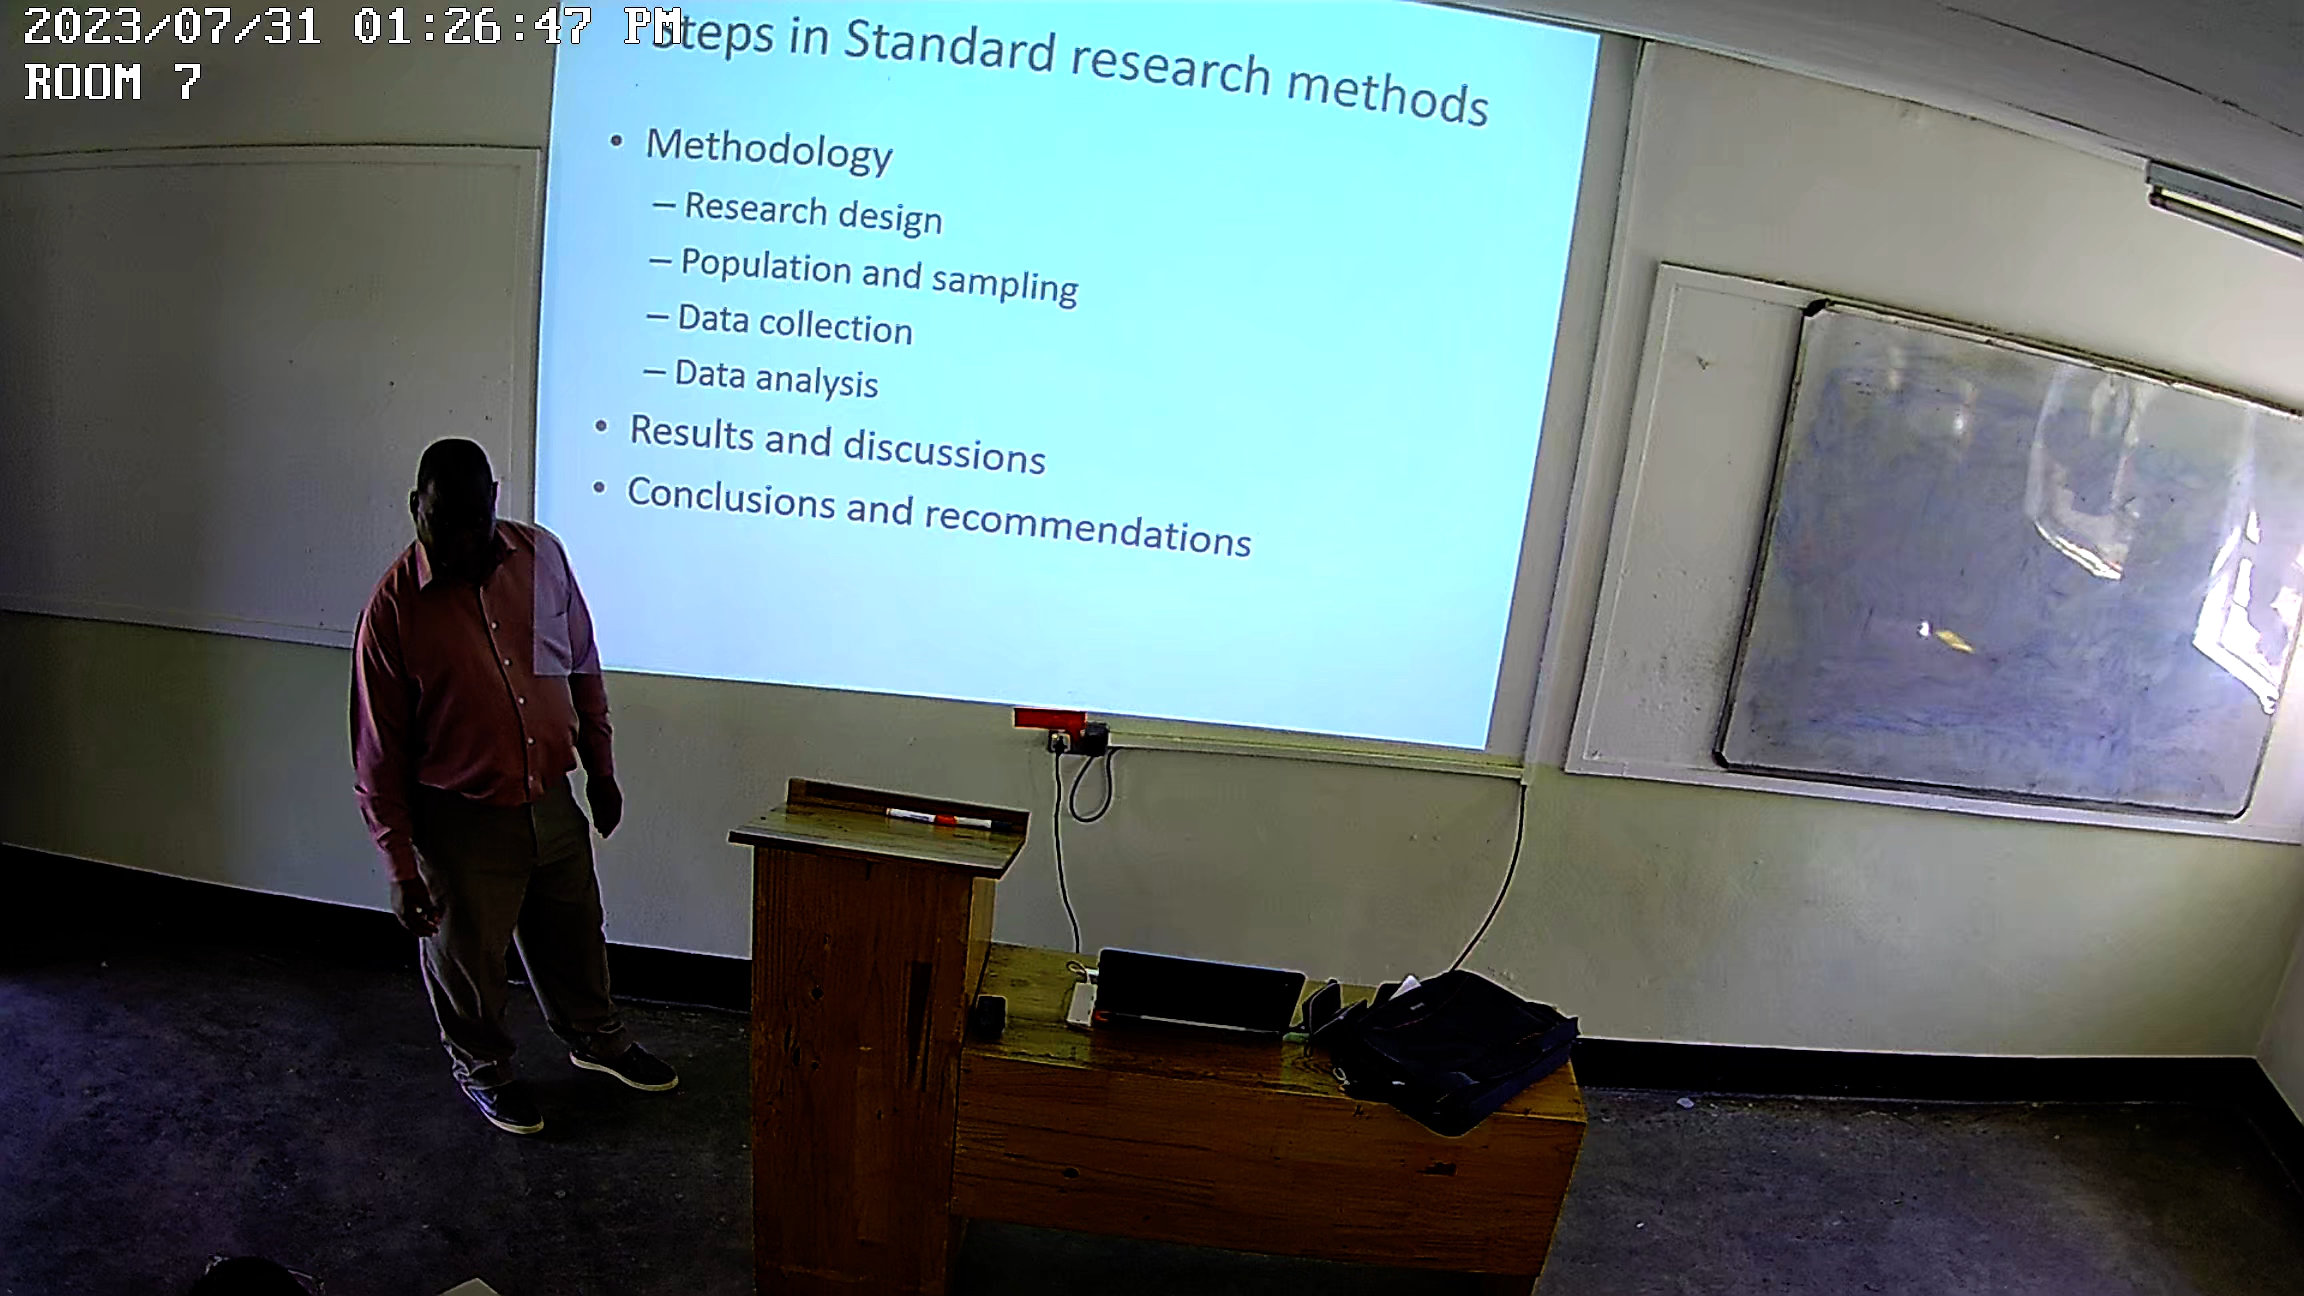 2023/07/31 01:26:47 PM
ROOM 7
Steps in Standard research methods
• Methodology
– Research design
– Population and sampling
– Data collection
– Data analysis
• Results and discussions
• Conclusions and recommendations